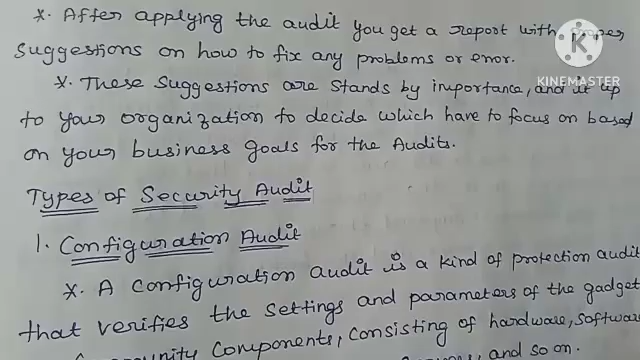 *. After applying the audit you get a report with proper
suggestions on how to fix any problems or error.
KINEMASTER
*. These suggestions are stands by importance, and it up
to your organization to decide which have to focus on based
on your business goals for the Audits.
Types of Security Audit
1. Configuration Audit
*. A configuration audit is a kind of protection audit
that verifies the settings and parameters of the gadget
components, consisting of hardware, software
and so on.